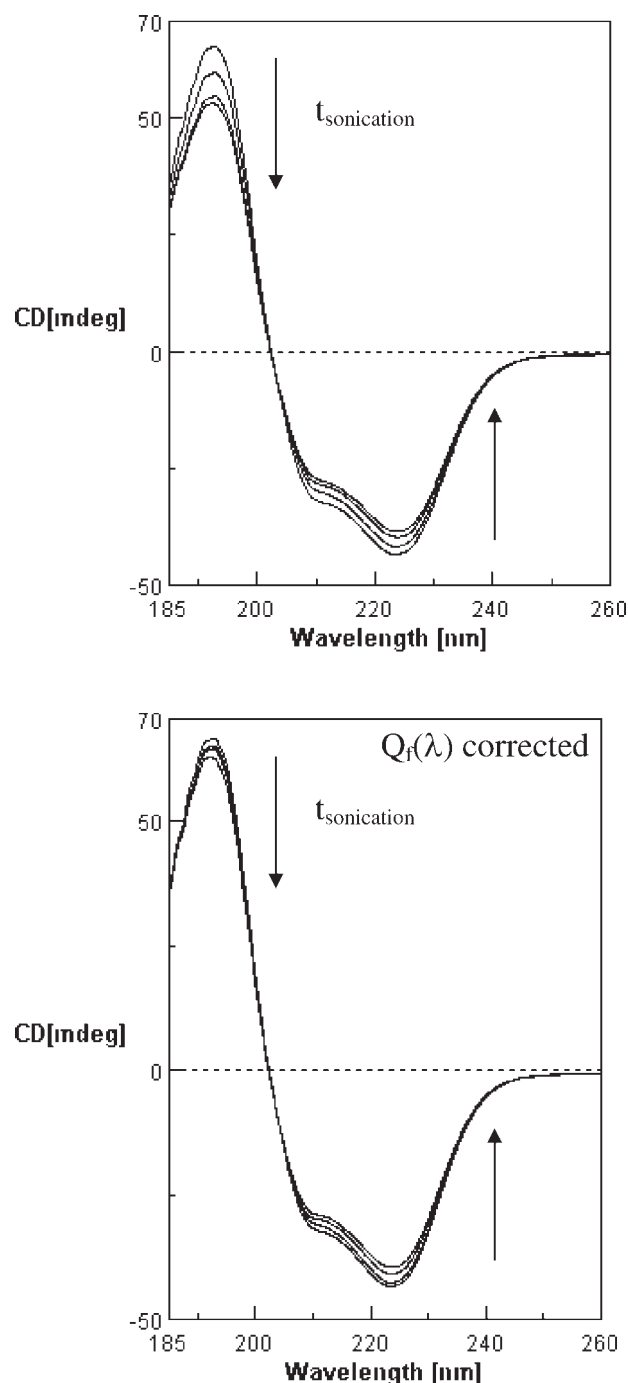 70
50
t_sonication
CD[mdeg]
0
-50
185 200 220 240 260
Wavelength [nm]
70
Q_f(λ) corrected
50
t_sonication
CD[mdeg]
0
-50
185 200 220 240 260
Wavelength [nm]